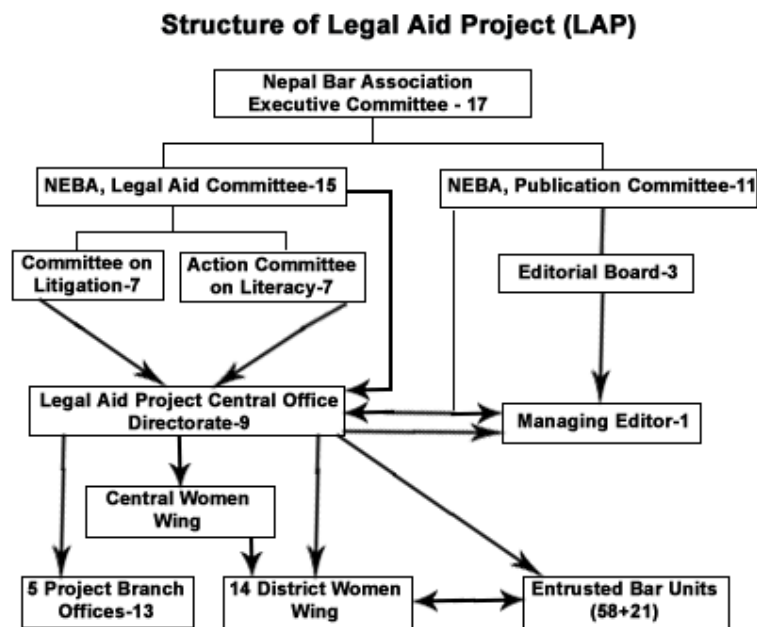 Structure of Legal Aid Project (LAP)
Nepal Bar Association
Executive Committee - 17
NEBA, Legal Aid Committee-15
NEBA, Publication Committee-11
Committee on
Litigation-7
Action Committee
on Literacy-7
Editorial Board-3
Legal Aid Project Central Office
Directorate-9
Managing Editor-1
Central Women
Wing
5 Project Branch
Offices-13
14 District Women
Wing
Entrusted Bar Units
(58+21)